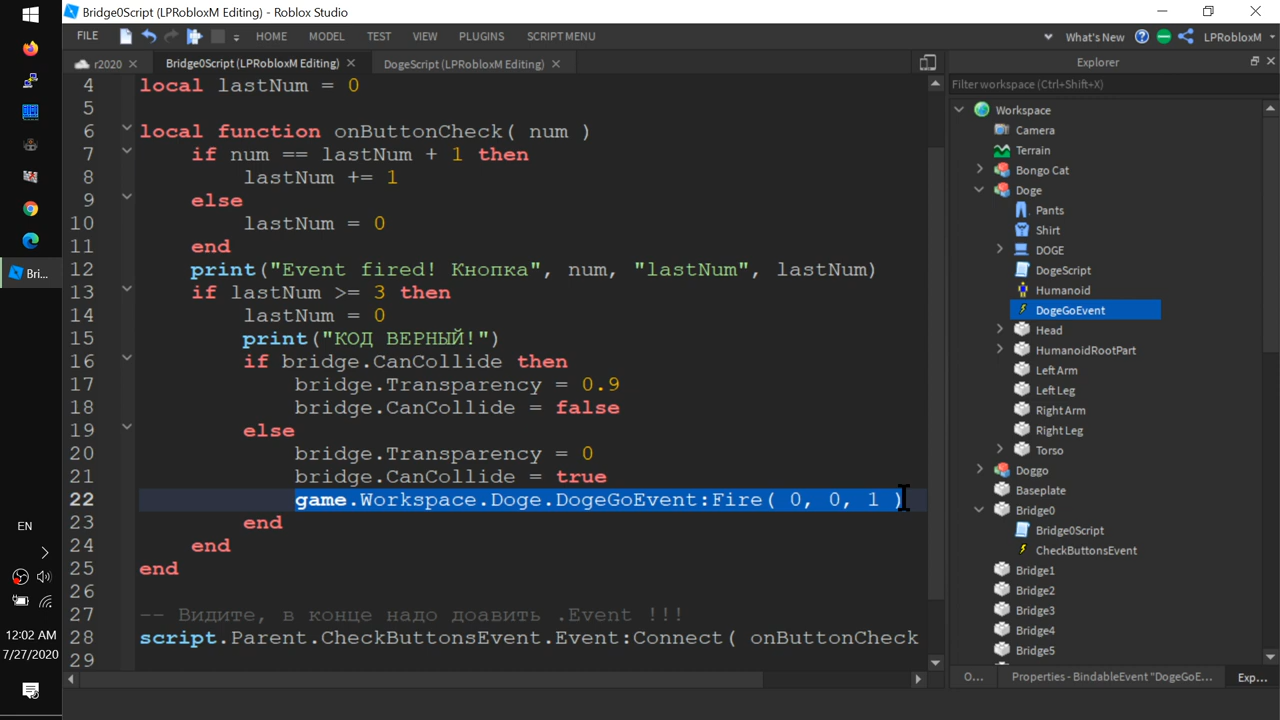 Bridge0Script (LPRobloxM Editing) - Roblox Studio
FILE HOME MODEL TEST VIEW PLUGINS SCRIPT MENU What's New LPRobloxM
r2020 Bridge0Script (LPRobloxM Editing) DogeScript (LPRobloxM Editing)
4 local lastNum = 0
5
6 local function onButtonCheck( num )
7 if num == lastNum + 1 then
8 lastNum += 1
9 else
10 lastNum = 0
11 end
12 print("Event fired! Кнопка", num, "lastNum", lastNum)
13 if lastNum >= 3 then
14 lastNum = 0
15 print("КОД ВЕРНЫЙ!")
16 if bridge.CanCollide then
17 bridge.Transparency = 0.9
18 bridge.CanCollide = false
19 else
20 bridge.Transparency = 0
21 bridge.CanCollide = true
22 game.Workspace.Doge.DogeGoEvent:Fire( 0, 0, 1 )
23 end
24 end
25 end
26
27 -- Видите, в конце надо доавить .Event !!!
28 script.Parent.CheckButtonsEvent.Event:Connect( onButtonCheck
29
Explorer
Filter workspace (Ctrl+Shift+X)
Workspace
Camera
Terrain
Bongo Cat
Doge
Pants
Shirt
DOGE
DogeScript
Humanoid
DogeGoEvent
Head
HumanoidRootPart
Left Arm
Left Leg
Right Arm
Right Leg
Torso
Doggo
Baseplate
Bridge0
Bridge0Script
CheckButtonsEvent
Bridge1
Bridge2
Bridge3
Bridge4
Bridge5
O... Properties - BindableEvent "DogeGoE... Exp...
Bri...
EN
12:02 AM
7/27/2020